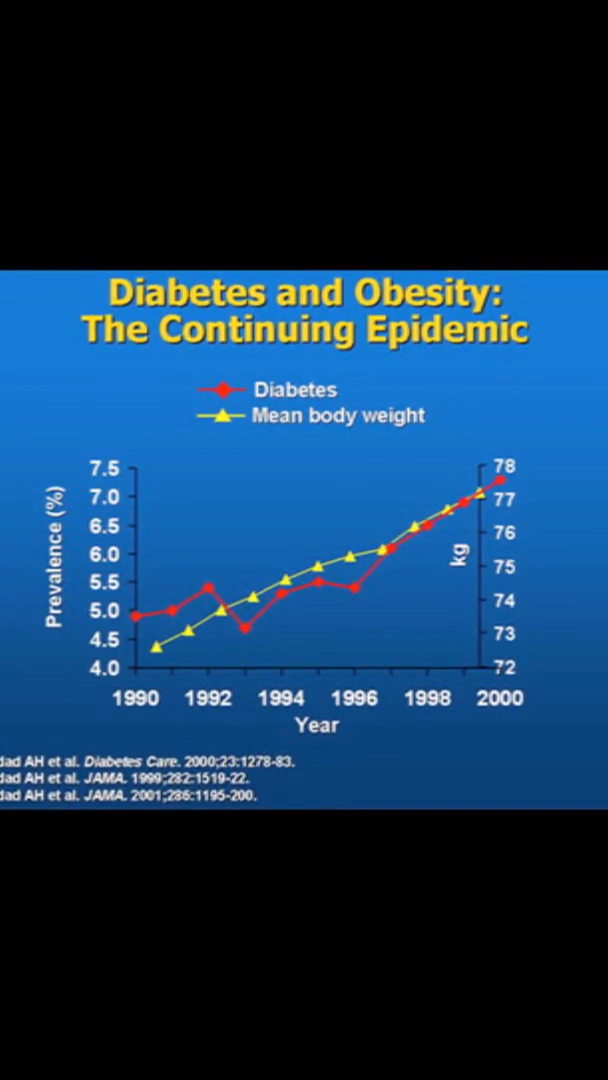 Diabetes and Obesity:
The Continuing Epidemic
Diabetes
Mean body weight
Prevalence (%)
7.5
7.0
6.5
6.0
5.5
5.0
4.5
4.0
78
77
76
75
74
73
72
kg
1990 1992 1994 1996 1998 2000
Year
dad AH et al. Diabetes Care. 2000;23:1278-83.
dad AH et al. JAMA. 1999;282:1519-22.
dad AH et al. JAMA. 2001;286:1195-200.